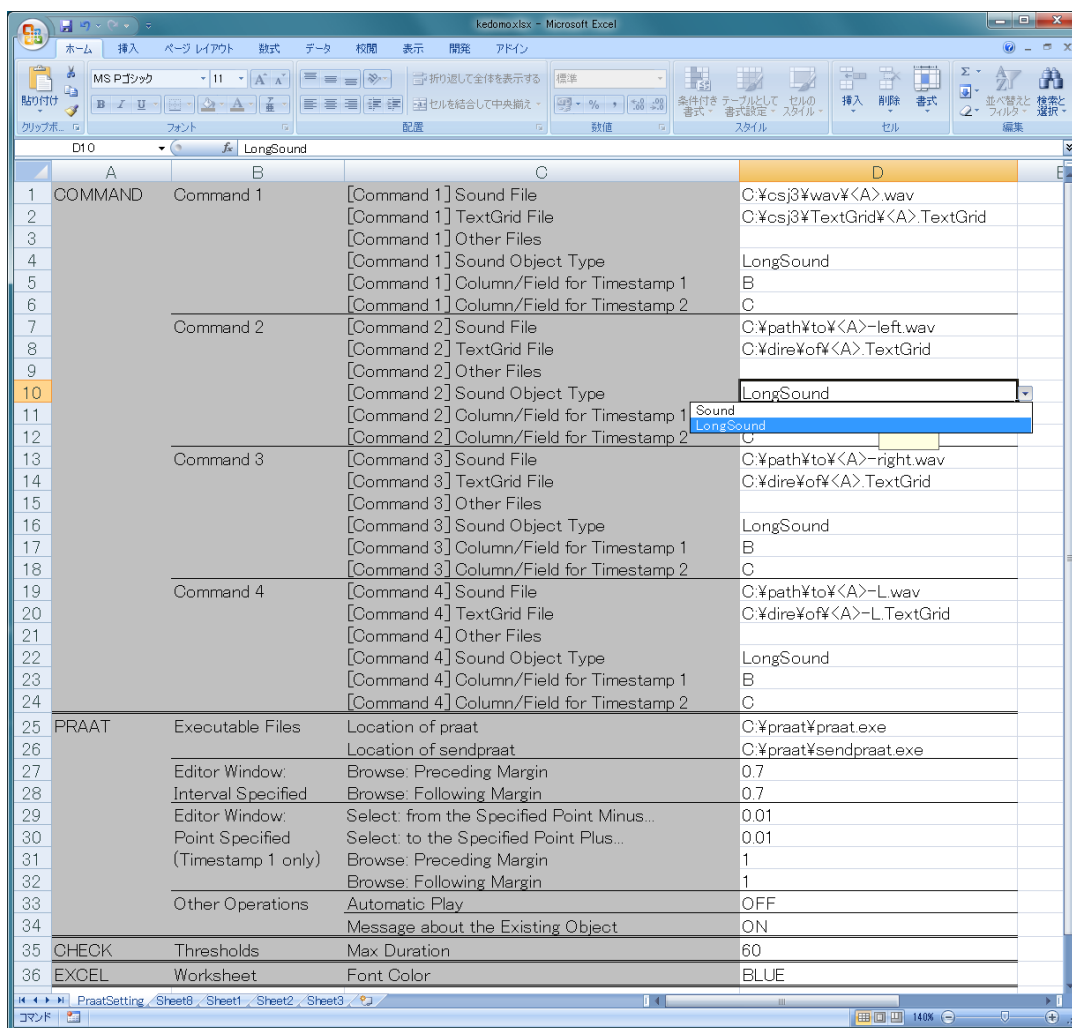 kedomo.xlsx - Microsoft Excel
ホーム 挿入 ページ レイアウト 数式 データ 校閲 表示 開発 アドイン
貼り付け
クリップボ...
MS Pゴシック 11
B I U
フォント
折り返して全体を表示する
セルを結合して中央揃え
配置
標準
数値
条件付き書式
テーブルとして書式設定
セルのスタイル
スタイル
挿入 削除 書式
セル
並べ替えとフィルタ
検索と選択
編集
D10 fx LongSound
A B C D E
1 COMMAND Command 1 [Command 1] Sound File C:¥csj3¥wav¥<A>.wav
2 [Command 1] TextGrid File C:¥csj3¥TextGrid¥<A>.TextGrid
3 [Command 1] Other Files
4 [Command 1] Sound Object Type LongSound
5 [Command 1] Column/Field for Timestamp 1 B
6 [Command 1] Column/Field for Timestamp 2 C
7 Command 2 [Command 2] Sound File C:¥path¥to¥<A>-left.wav
8 [Command 2] TextGrid File C:¥dire¥of¥<A>.TextGrid
9 [Command 2] Other Files
10 [Command 2] Sound Object Type LongSound
Sound
LongSound
11 [Command 2] Column/Field for Timestamp 1
12 [Command 2] Column/Field for Timestamp 2 C
13 Command 3 [Command 3] Sound File C:¥path¥to¥<A>-right.wav
14 [Command 3] TextGrid File C:¥dire¥of¥<A>.TextGrid
15 [Command 3] Other Files
16 [Command 3] Sound Object Type LongSound
17 [Command 3] Column/Field for Timestamp 1 B
18 [Command 3] Column/Field for Timestamp 2 C
19 Command 4 [Command 4] Sound File C:¥path¥to¥<A>-L.wav
20 [Command 4] TextGrid File C:¥dire¥of¥<A>-L.TextGrid
21 [Command 4] Other Files
22 [Command 4] Sound Object Type LongSound
23 [Command 4] Column/Field for Timestamp 1 B
24 [Command 4] Column/Field for Timestamp 2 C
25 PRAAT Executable Files Location of praat C:¥praat¥praat.exe
26 Location of sendpraat C:¥praat¥sendpraat.exe
27 Editor Window: Browse: Preceding Margin 0.7
28 Interval Specified Browse: Following Margin 0.7
29 Editor Window: Select: from the Specified Point Minus... 0.01
30 Point Specified Select: to the Specified Point Plus... 0.01
31 (Timestamp 1 only) Browse: Preceding Margin 1
32 Browse: Following Margin 1
33 Other Operations Automatic Play OFF
34 Message about the Existing Object ON
35 CHECK Thresholds Max Duration 60
36 EXCEL Worksheet Font Color BLUE
PraatSetting Sheet8 Sheet1 Sheet2 Sheet3
コマンド 140%